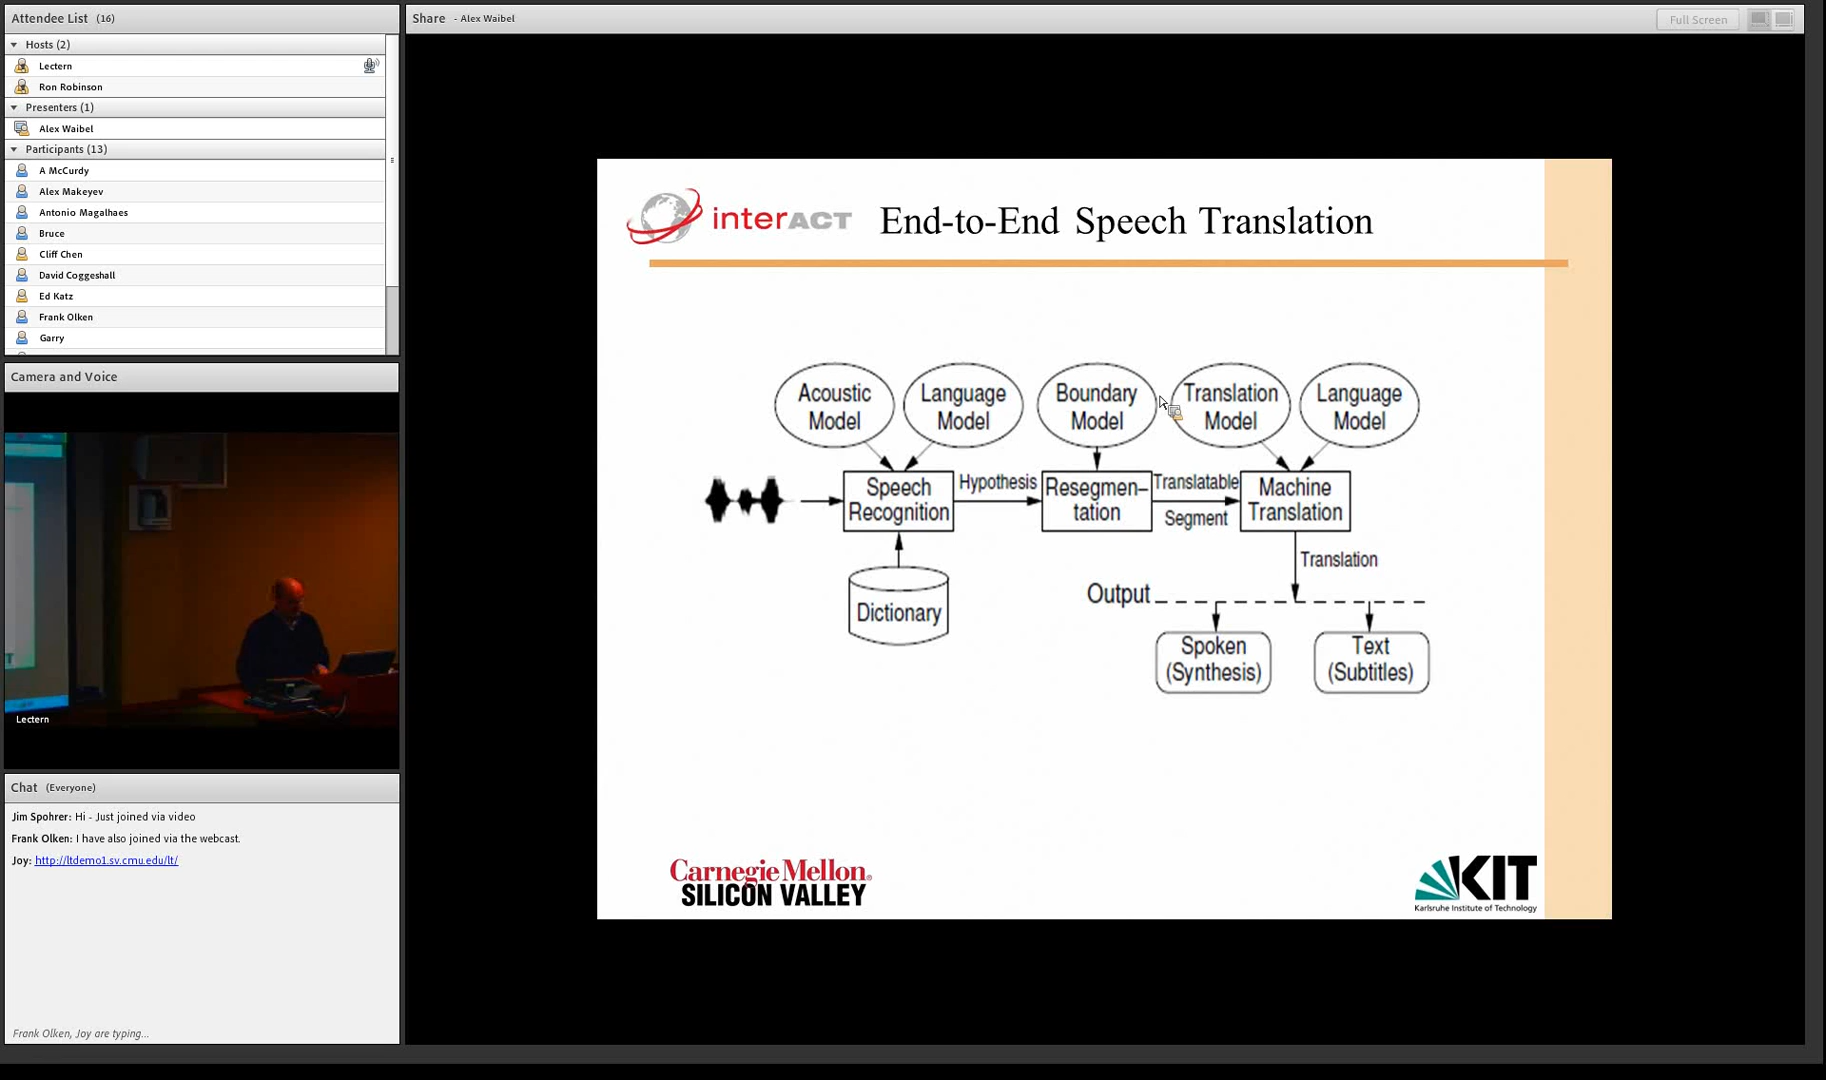 Attendee List (16)
Hosts (2)
Lectern
Ron Robinson
Presenters (1)
Alex Waibel
Participants (13)
A McCurdy
Alex Makeyev
Antonio Magalhaes
Bruce
Cliff Chen
David Coggeshall
Ed Katz
Frank Olken
Garry
Camera and Voice
Lectern
Chat (Everyone)
Jim Spohrer: Hi - Just joined via video
Frank Olken: I have also joined via the webcast.
Joy: http://ltdemo1.sv.cmu.edu/lt/
Frank Olken, Joy are typing...
Share - Alex Waibel
Full Screen
interACT
End-to-End Speech Translation
Acoustic
Model
Language
Model
Boundary
Model
Translation
Model
Language
Model
Speech
Recognition
Hypothesis
Resegmen-
tation
Translatable
Segment
Machine
Translation
Translation
Dictionary
Output
Spoken
(Synthesis)
Text
(Subtitles)
Carnegie Mellon®
SILICON VALLEY
KIT
Karlsruhe Institute of Technology